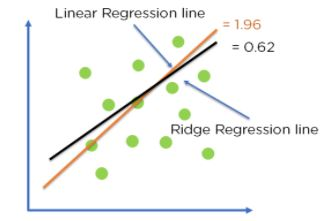 Linear Regression line
= 1.96
= 0.62
Ridge Regression line